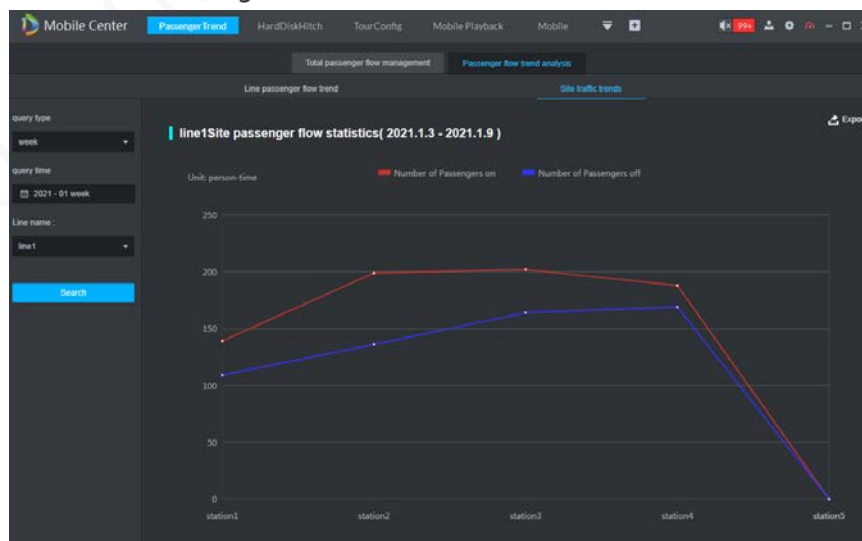 Mobile Center PassengerTrend HardDiskHitch TourConfig Mobile Playback Mobile 99+
Total passenger flow management Passenger flow trend analysis
Line passenger flow trend Site traffic trends
query type
week
query time
2021 - 01 week
Line name :
line1
Search
Expor
line1Site passenger flow statistics( 2021.1.3 - 2021.1.9 )
Unit: person-time
Number of Passengers on Number of Passengers off
250
200
150
100
50
0
station1 station2 station3 station4 station5